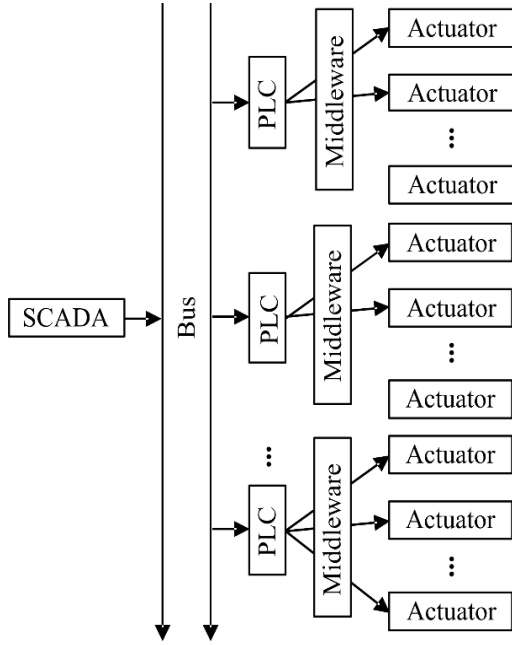 SCADA
Bus
PLC
Middleware
Actuator
Actuator
...
Actuator
PLC
Middleware
Actuator
Actuator
...
Actuator
...
PLC
Middleware
Actuator
Actuator
...
Actuator